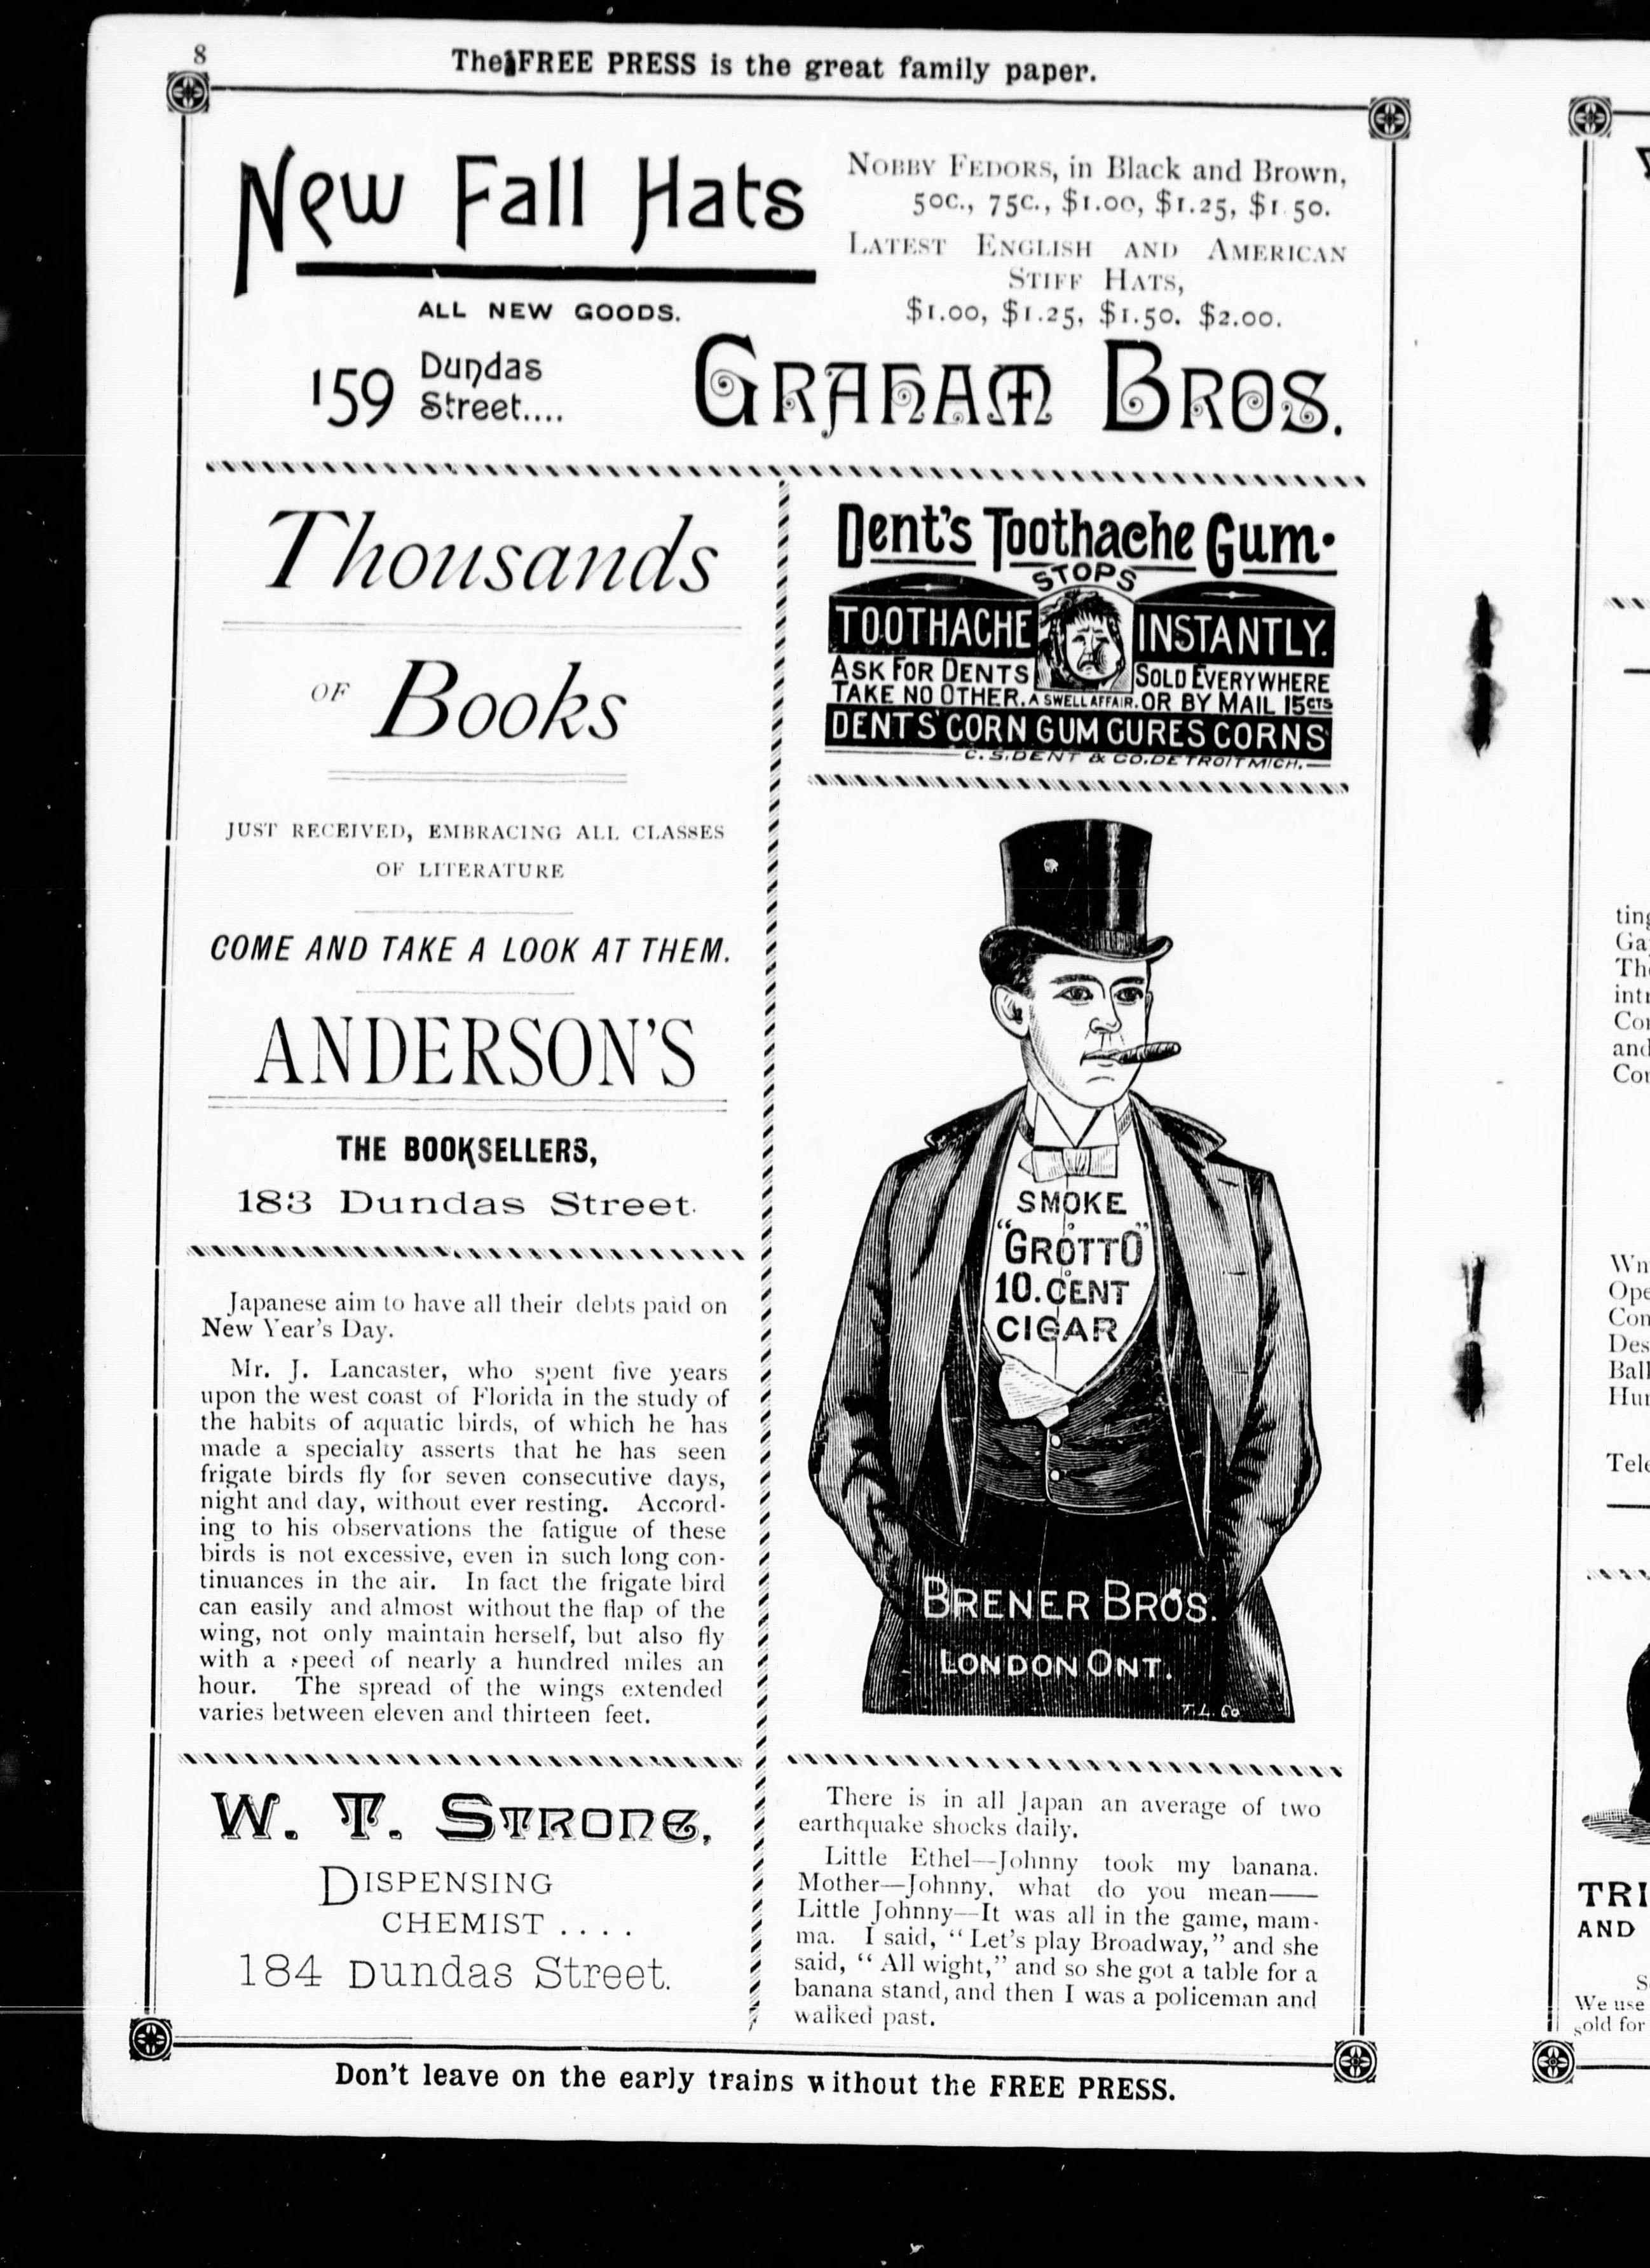 8
The FREE PRESS is the great family paper.
New Fall Hats
ALL NEW GOODS.
159 Dundas
Street....
NOBBY FEDORS, in Black and Brown,
50C., 75C., $1.00, $1.25, $1.50.
LATEST ENGLISH AND AMERICAN
STIFF HATS,
$1.00, $1.25, $1.50. $2.00.
GRAHAM BROS.
Thousands
OF Books
JUST RECEIVED, EMBRACING ALL CLASSES
OF LITERATURE
COME AND TAKE A LOOK AT THEM.
ANDERSON'S
THE BOOKSELLERS,
183 Dundas Street.
Japanese aim to have all their debts paid on
New Year's Day.
Mr. J. Lancaster, who spent five years
upon the west coast of Florida in the study of
the habits of aquatic birds, of which he has
made a specialty asserts that he has seen
frigate birds fly for seven consecutive days,
night and day, without ever resting. Accord-
ing to his observations the fatigue of these
birds is not excessive, even in such long con-
tinuances in the air. In fact the frigate bird
can easily and almost without the flap of the
wing, not only maintain herself, but also fly
with a speed of nearly a hundred miles an
hour. The spread of the wings extended
varies between eleven and thirteen feet.
W. T. STRONG,
DISPENSING
CHEMIST ....
184 Dundas Street.
Dent's Toothache Gum.
STOPS
TOOTHACHE INSTANTLY.
ASK FOR DENTS
TAKE NO OTHER.
A SWELL AFFAIR.
SOLD EVERYWHERE
OR BY MAIL 15CTS
DENTS' CORN GUM CURES CORNS
C. S. DENT & CO. DETROIT MICH.
SMOKE
"GROTTO"
10. CENT
CIGAR
BRENER BROS.
LONDON ONT.
T. L. Co
There is in all Japan an average of two
earthquake shocks daily.
Little Ethel—Johnny took my banana.
Mother—Johnny, what do you mean——
Little Johnny—It was all in the game, mam-
ma. I said, "Let's play Broadway," and she
said, "All wight," and so she got a table for a
banana stand, and then I was a policeman and
walked past.
Don't leave on the early trains without the FREE PRESS.
TRI
AND
We use
sold for